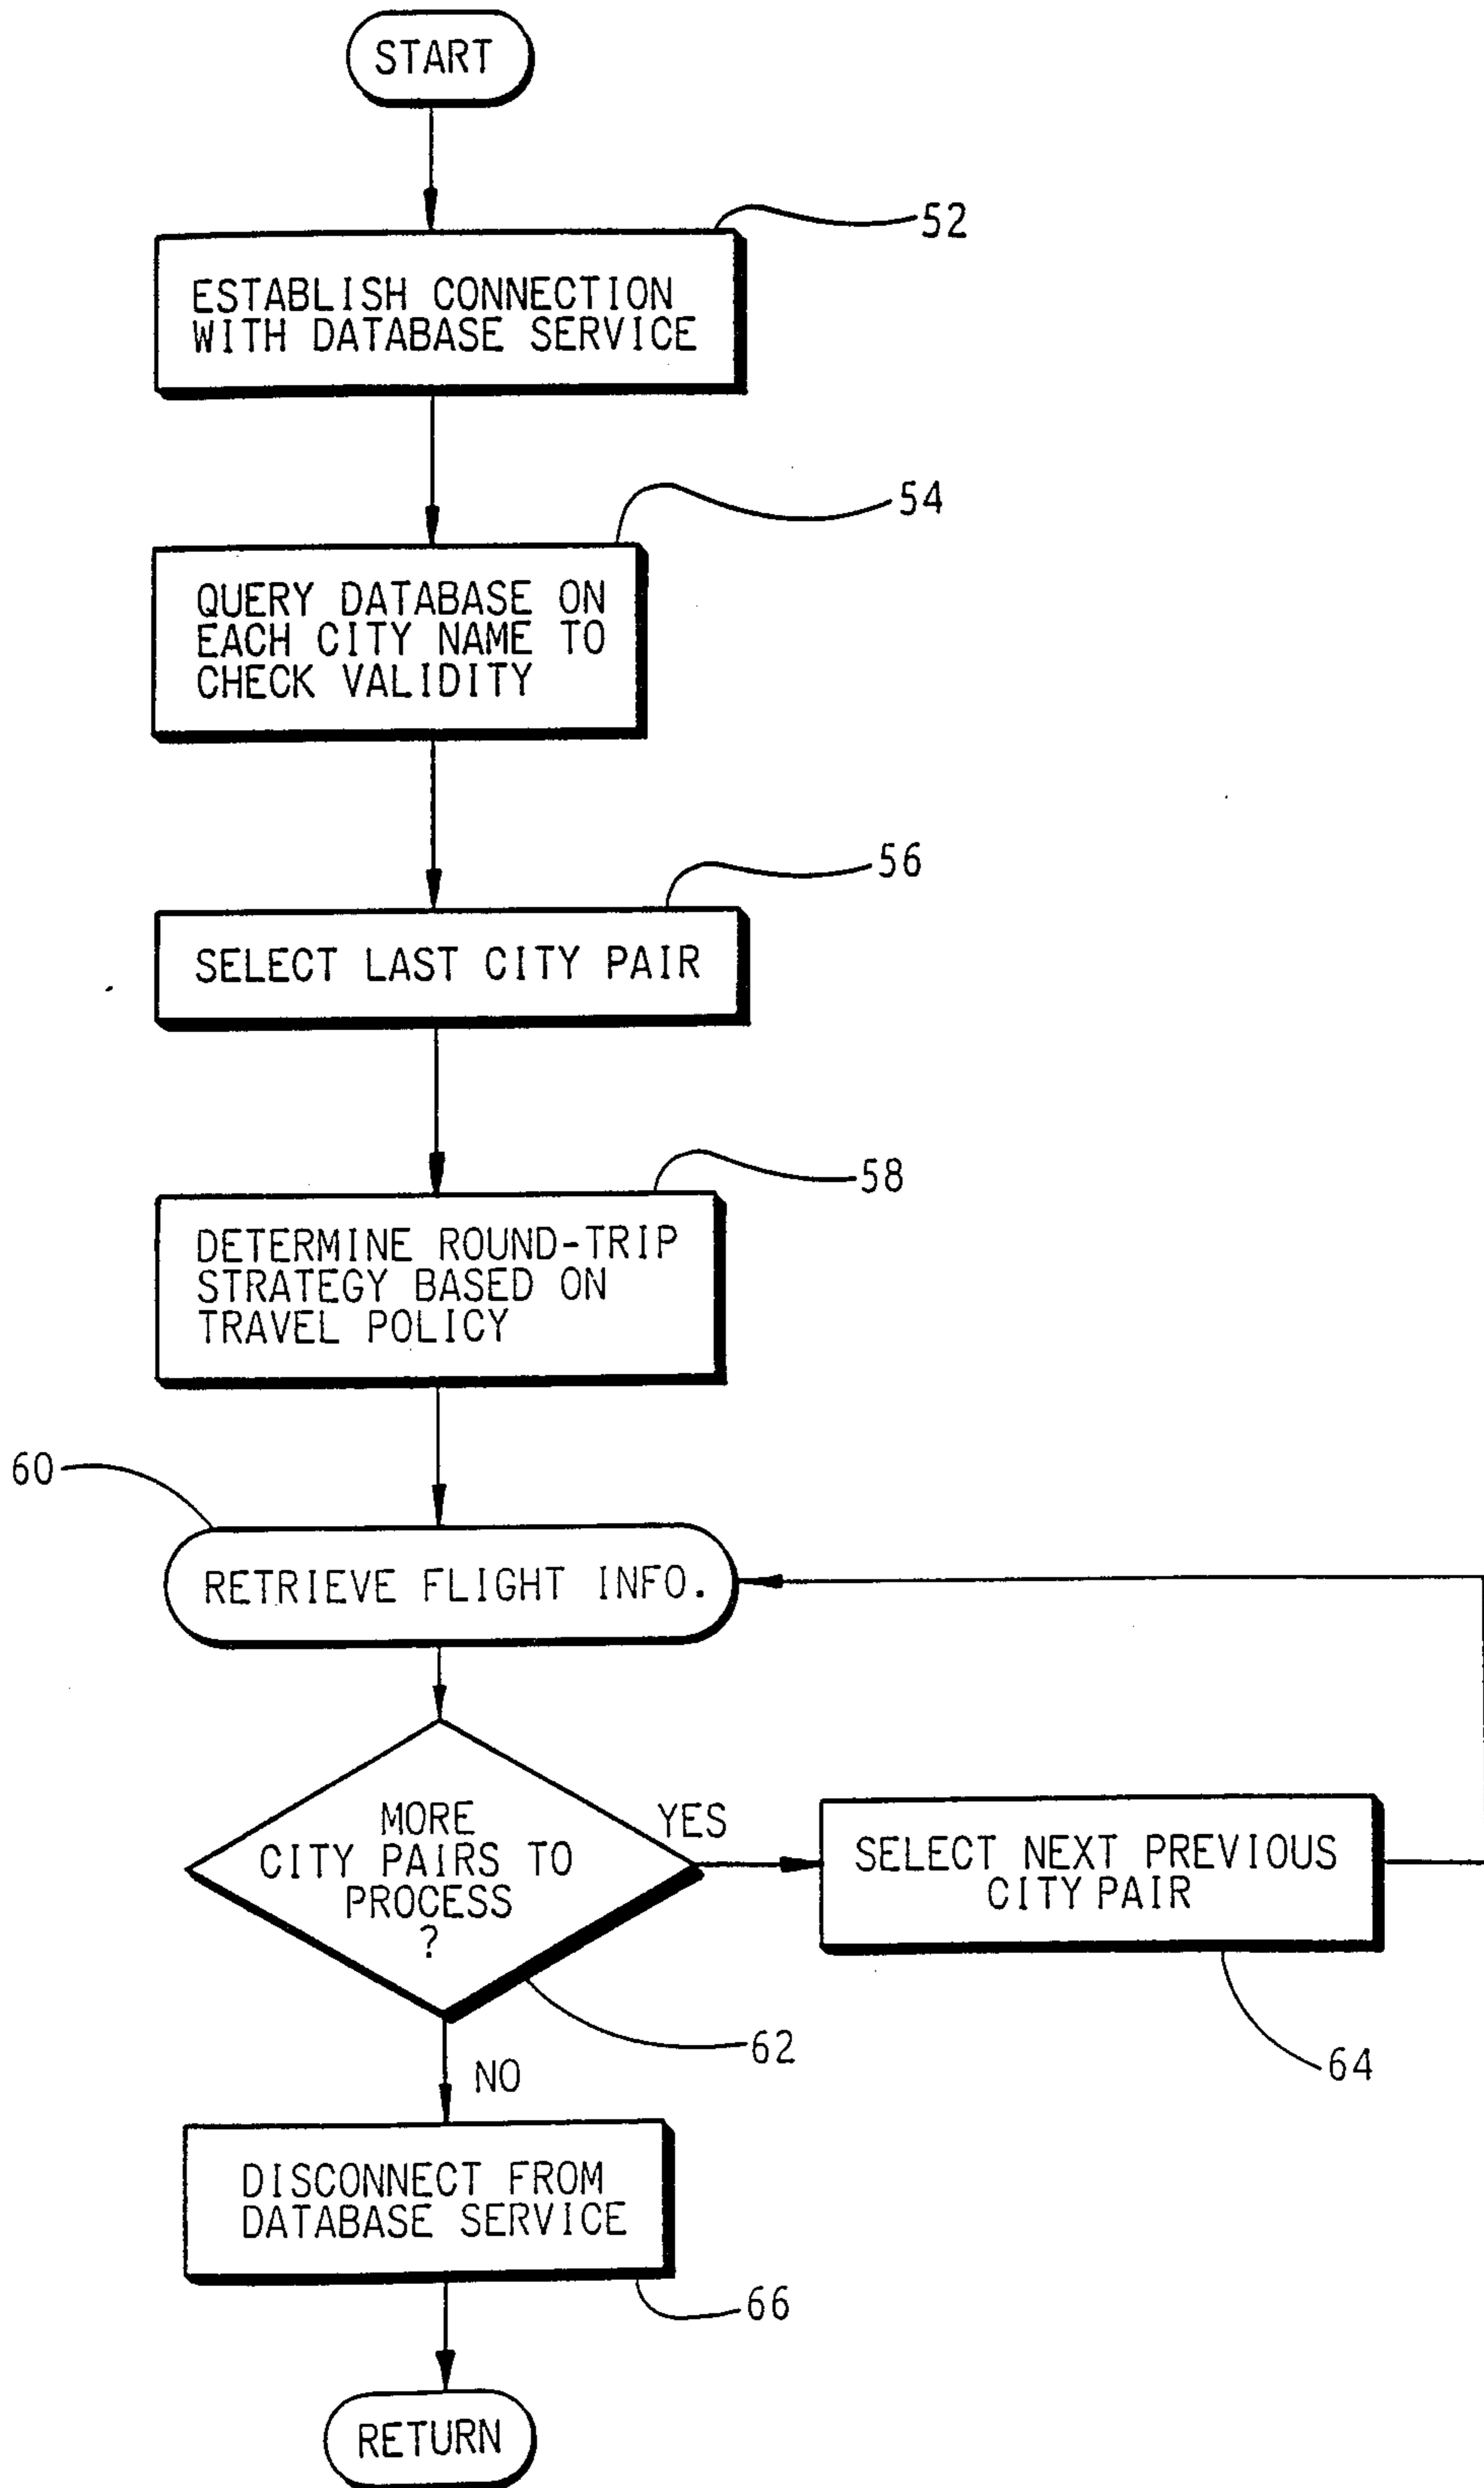 START
52
ESTABLISH CONNECTION
WITH DATABASE SERVICE
54
QUERY DATABASE ON
EACH CITY NAME TO
CHECK VALIDITY
56
SELECT LAST CITY PAIR
58
DETERMINE ROUND-TRIP
STRATEGY BASED ON
TRAVEL POLICY
60
RETRIEVE FLIGHT INFO.
MORE
CITY PAIRS TO
PROCESS
?
YES
SELECT NEXT PREVIOUS
CITY PAIR
62
64
NO
DISCONNECT FROM
DATABASE SERVICE
66
RETURN